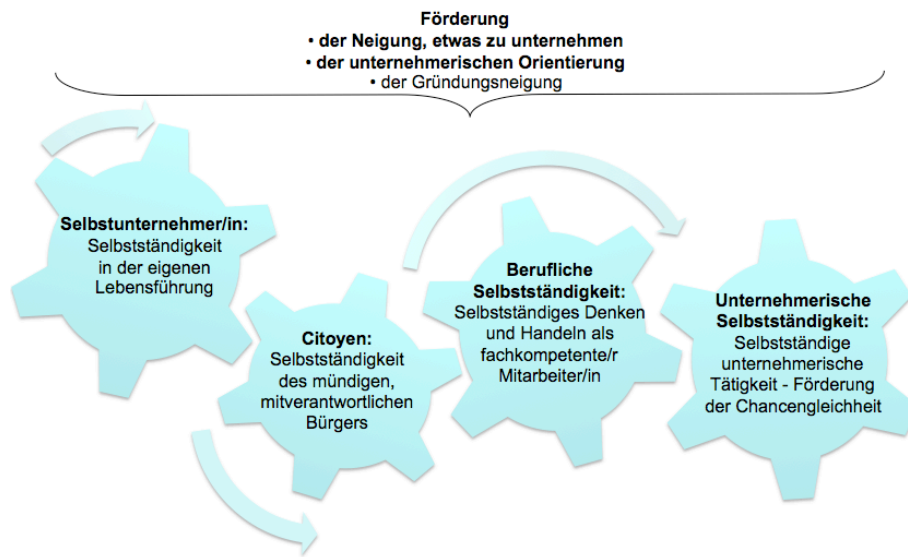 Förderung
• der Neigung, etwas zu unternehmen
• der unternehmerischen Orientierung
• der Gründungsneigung
Selbstunternehmer/in:
Selbstständigkeit
in der eigenen
Lebensführung
Citoyen:
Selbstständigkeit
des mündigen,
mitverantwortlichen
Bürgers
Berufliche
Selbstständigkeit:
Selbstständiges Denken
und Handeln als
fachkompetente/r
Mitarbeiter/in
Unternehmerische
Selbstständigkeit:
Selbstständige
unternehmerische
Tätigkeit - Förderung
der Chancengleichheit